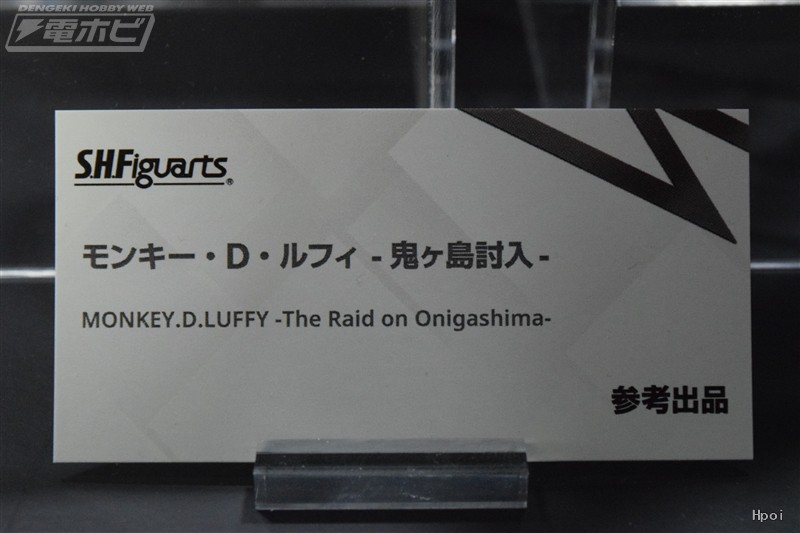 DENGEKI HOBBY WEB
電ホビ
S.H.Figuarts®
モンキー・D・ルフィ -鬼ヶ島討入-
MONKEY.D.LUFFY -The Raid on Onigashima-
参考出品
Hpoi